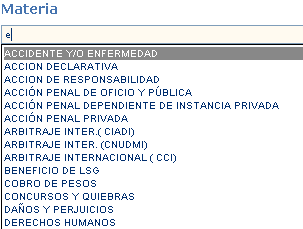 Materia
e
ACCIDENTE Y/O ENFERMEDAD
ACCION DECLARATIVA
ACCION DE RESPONSABILIDAD
ACCIÓN PENAL DE OFICIO Y PÚBLICA
ACCIÓN PENAL DEPENDIENTE DE INSTANCIA PRIVADA
ACCIÓN PENAL PRIVADA
ARBITRAJE INTER.( CIADI)
ARBITRAJE INTER. (CNUDMI)
ARBITRAJE INTERNACIONAL ( CCI)
BENEFICIO DE LSG
COBRO DE PESOS
CONCURSOS Y QUIEBRAS
DAÑOS Y PERJUICIOS
DERECHOS HUMANOS